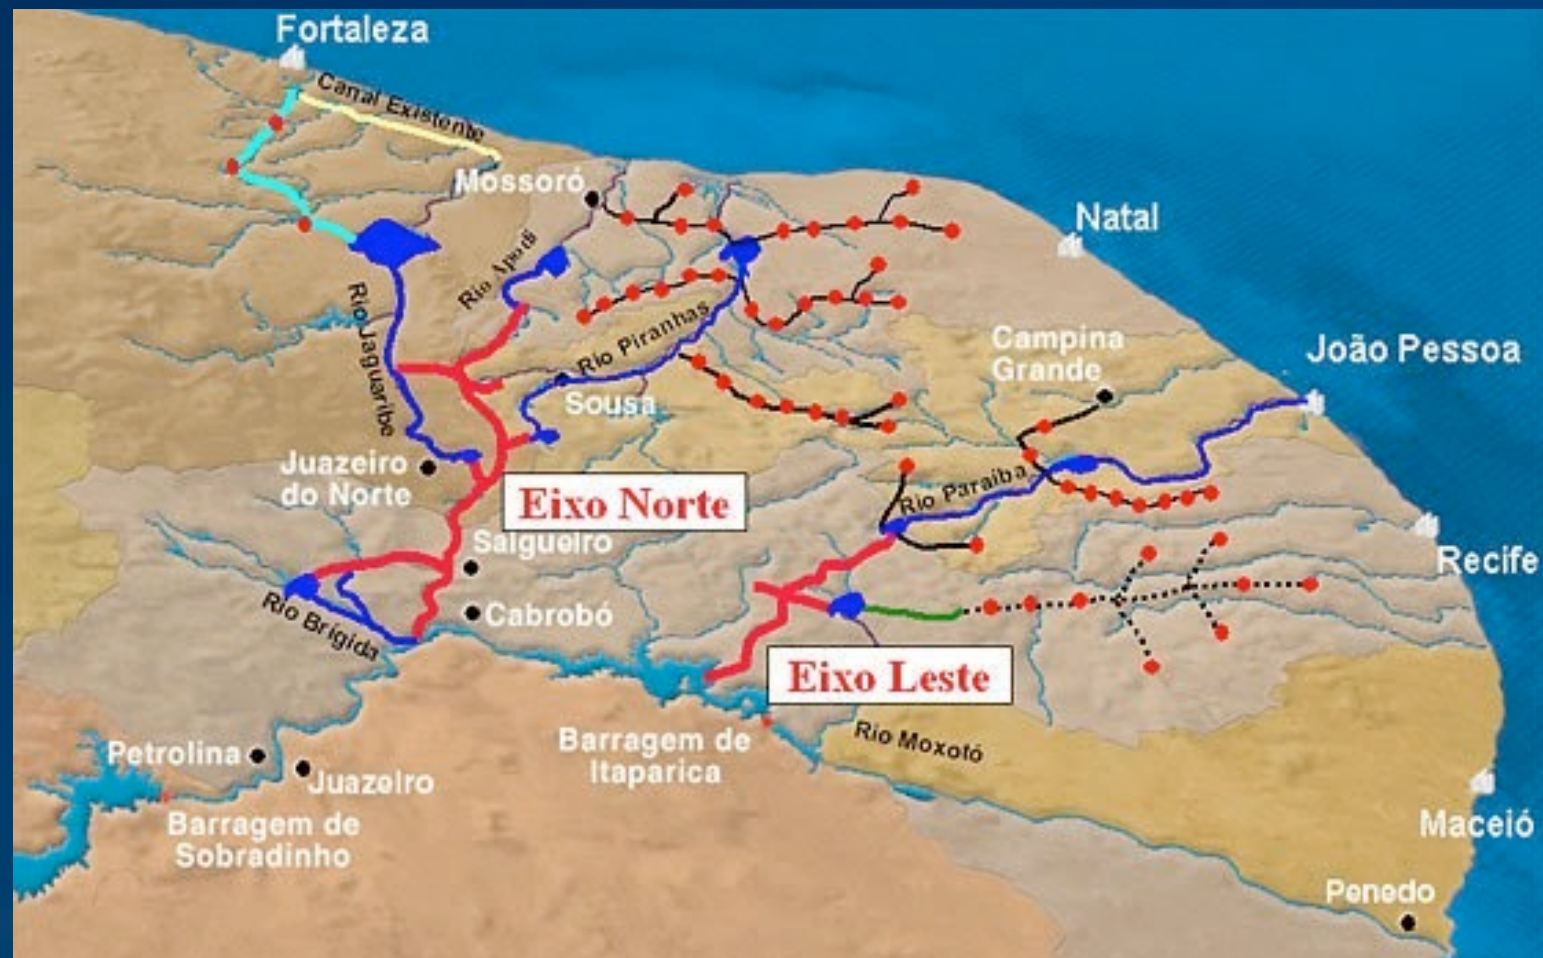 Fortaleza
Canal Existente
Mossoró
Natal
Rio Apodi
Rio Jaguaribe
Rio Piranhas
Campina
Grande
João Pessoa
Sousa
Juazeiro
do Norte
Eixo Norte
Rio Paraíba
Salgueiro
Recife
Rio Brigida
Cabrobó
Eixo Leste
Petrolina
Juazeiro
Barragem de
Itaparica
Rio Moxotó
Barragem de
Sobradinho
Maceió
Penedo